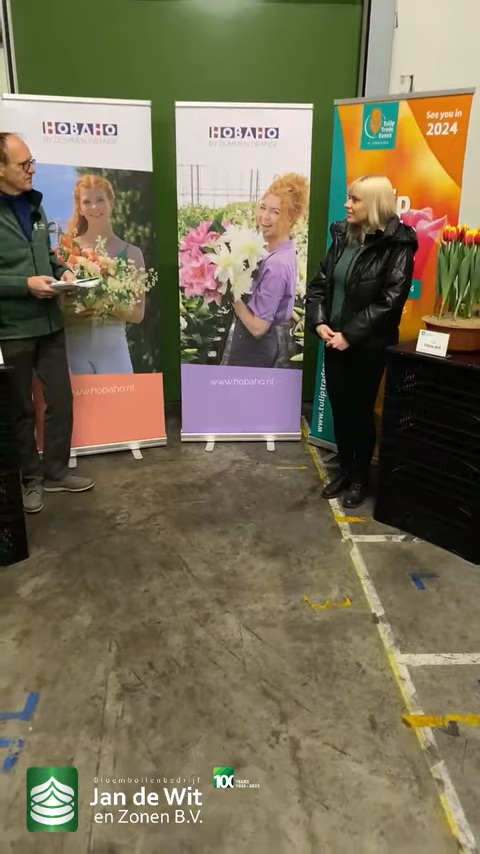 HOBAHO
BY DÜMMEN ORANGE
www.hobaho.nl
HOBAHO
BY DÜMMEN ORANGE
www.hobaho.nl
Tulip
Trade
Event
See you in
2024
Bloembollenbedrijf
Jan de Wit
en Zonen B.V.
100
YEARS